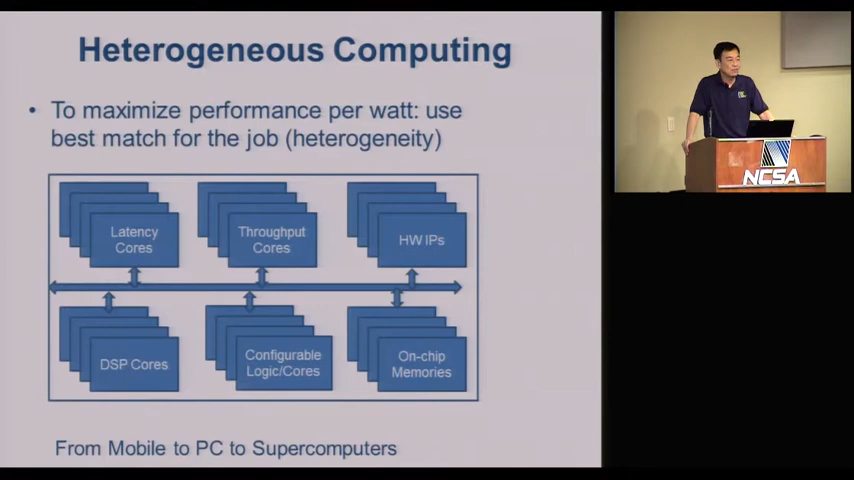 Heterogeneous Computing
• To maximize performance per watt: use
best match for the job (heterogeneity)
Latency
Cores
Throughput
Cores
HW IPs
DSP Cores
Configurable
Logic/Cores
On-chip
Memories
From Mobile to PC to Supercomputers
NCSA